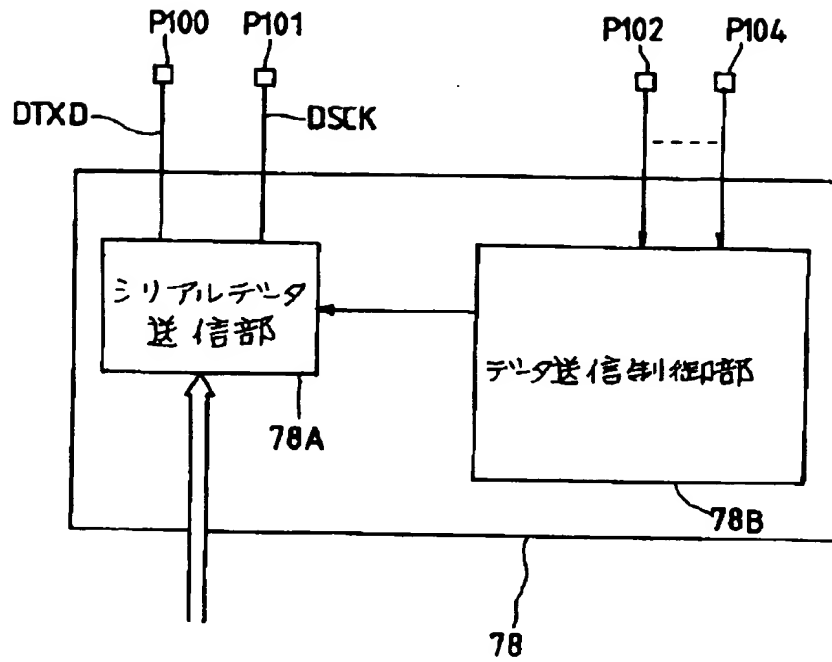 P100
P101
P102
P104
DTXD
DSCK
シリアルデータ
送信部
データ送信制御部
78A
78B
78